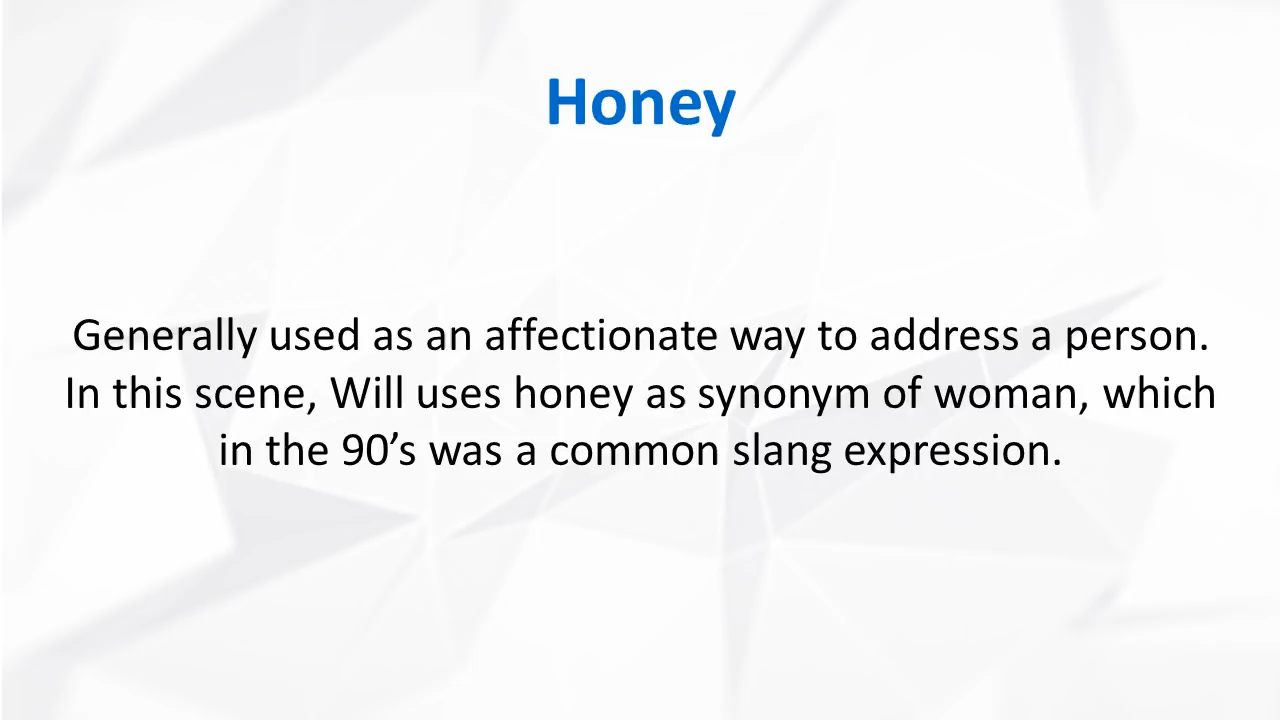 Honey
Generally used as an affectionate way to address a person.
In this scene, Will uses honey as synonym of woman, which
in the 90’s was a common slang expression.